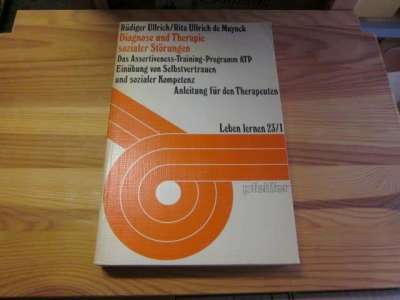 Rüdiger Ullrich/Rita Ullrich de Muynck
Diagnose und Therapie
sozialer Störungen
Das Assertiveness-Training-Programm ATP
Einübung von Selbstvertrauen
und sozialer Kompetenz
Anleitung für den Therapeuten
Leben lernen 23/1
pfeiffer